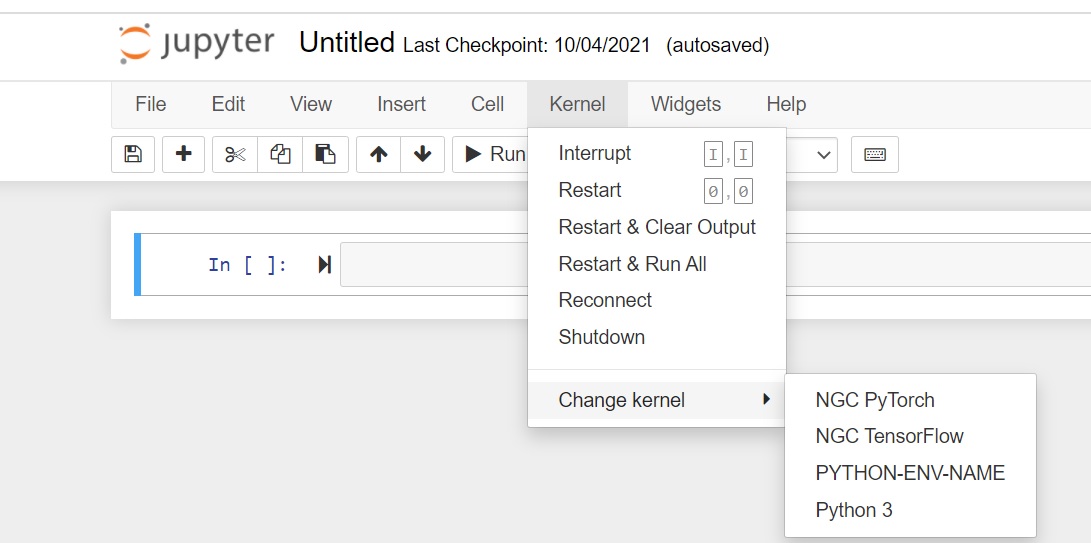 jupyter Untitled Last Checkpoint: 10/04/2021 (autosaved)
File Edit View Insert Cell Kernel Widgets Help
Run
Interrupt I,I
Restart 0,0
Restart & Clear Output
Restart & Run All
Reconnect
Shutdown
Change kernel
NGC PyTorch
NGC TensorFlow
PYTHON-ENV-NAME
Python 3
In [ ]: